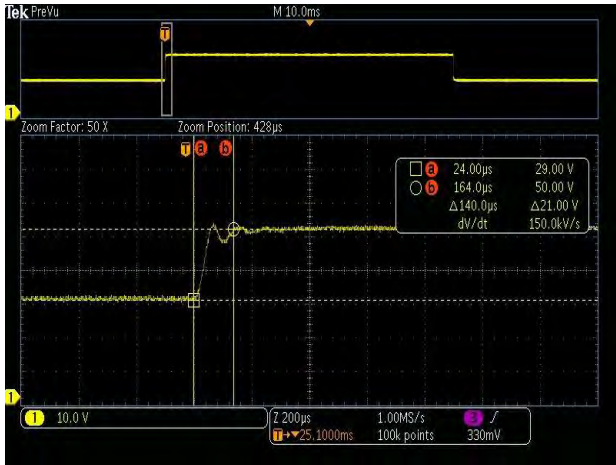 Tek PreVu M 10.0ms
T
1
Zoom Factor: 50 X Zoom Position: 428µs
T a b
a 24.00µs 29.00 V
b 164.0µs 50.00 V
Δ140.0µs Δ21.00 V
dV/dt 150.0kV/s
1
1 10.0 V Z 200µs 1.00MS/s 3
T→▼25.1000ms 100k points 330mV